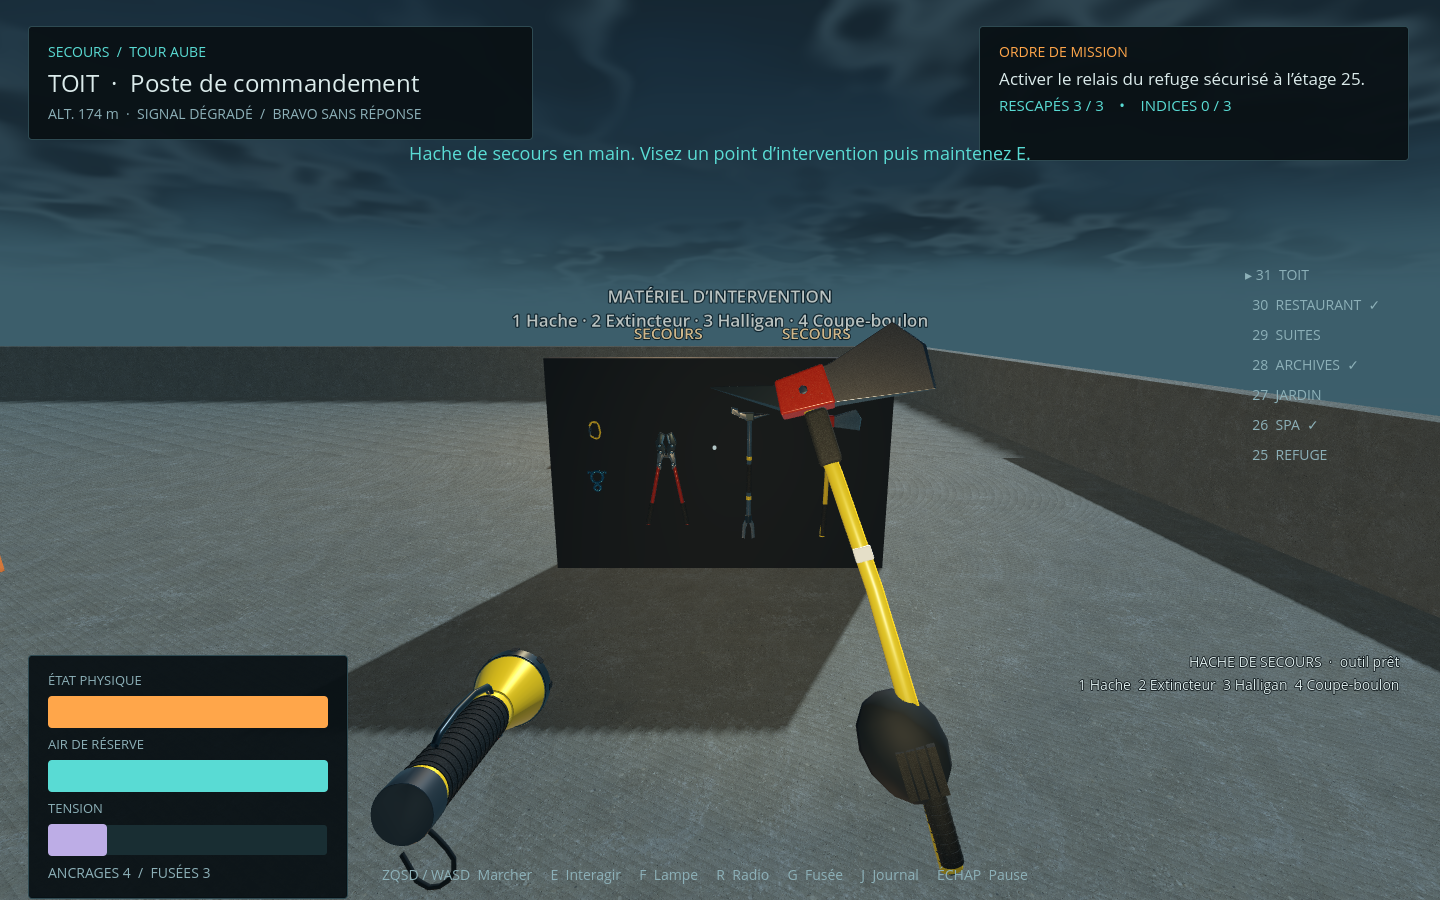 SECOURS / TOUR AUBE
TOIT · Poste de commandement
ALT. 174 m · SIGNAL DÉGRADÉ / BRAVO SANS RÉPONSE
ORDRE DE MISSION
Activer le relais du refuge sécurisé à l’étage 25.
RESCAPÉS 3 / 3 • INDICES 0 / 3
Hache de secours en main. Visez un point d’intervention puis maintenez E.
MATÉRIEL D’INTERVENTION
1 Hache · 2 Extincteur · 3 Halligan · 4 Coupe-boulon
SECOURS SECOURS
▸ 31 TOIT
30 RESTAURANT ✓
29 SUITES
28 ARCHIVES ✓
27 JARDIN
26 SPA ✓
25 REFUGE
HACHE DE SECOURS · outil prêt
1 Hache 2 Extincteur 3 Halligan 4 Coupe-boulon
ÉTAT PHYSIQUE
AIR DE RÉSERVE
TENSION
ANCRAGES 4 / FUSÉES 3
ZQSD / WASD Marcher E Interagir F Lampe R Radio G Fusée J Journal ÉCHAP Pause